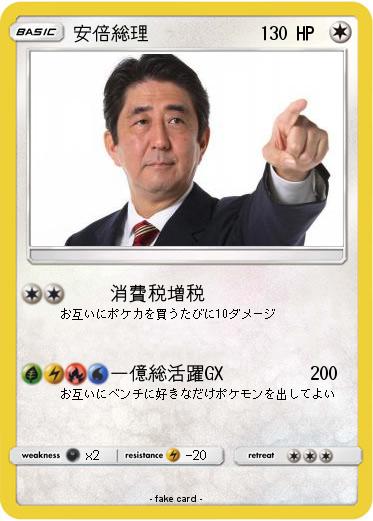 BASIC 安倍総理 130 HP
消費税増税
お互いにポケカを買うたびに10ダメージ
一億総活躍GX 200
お互いにベンチに好きなだけポケモンを出してよい
weakness x2 resistance -20 retreat
- fake card -